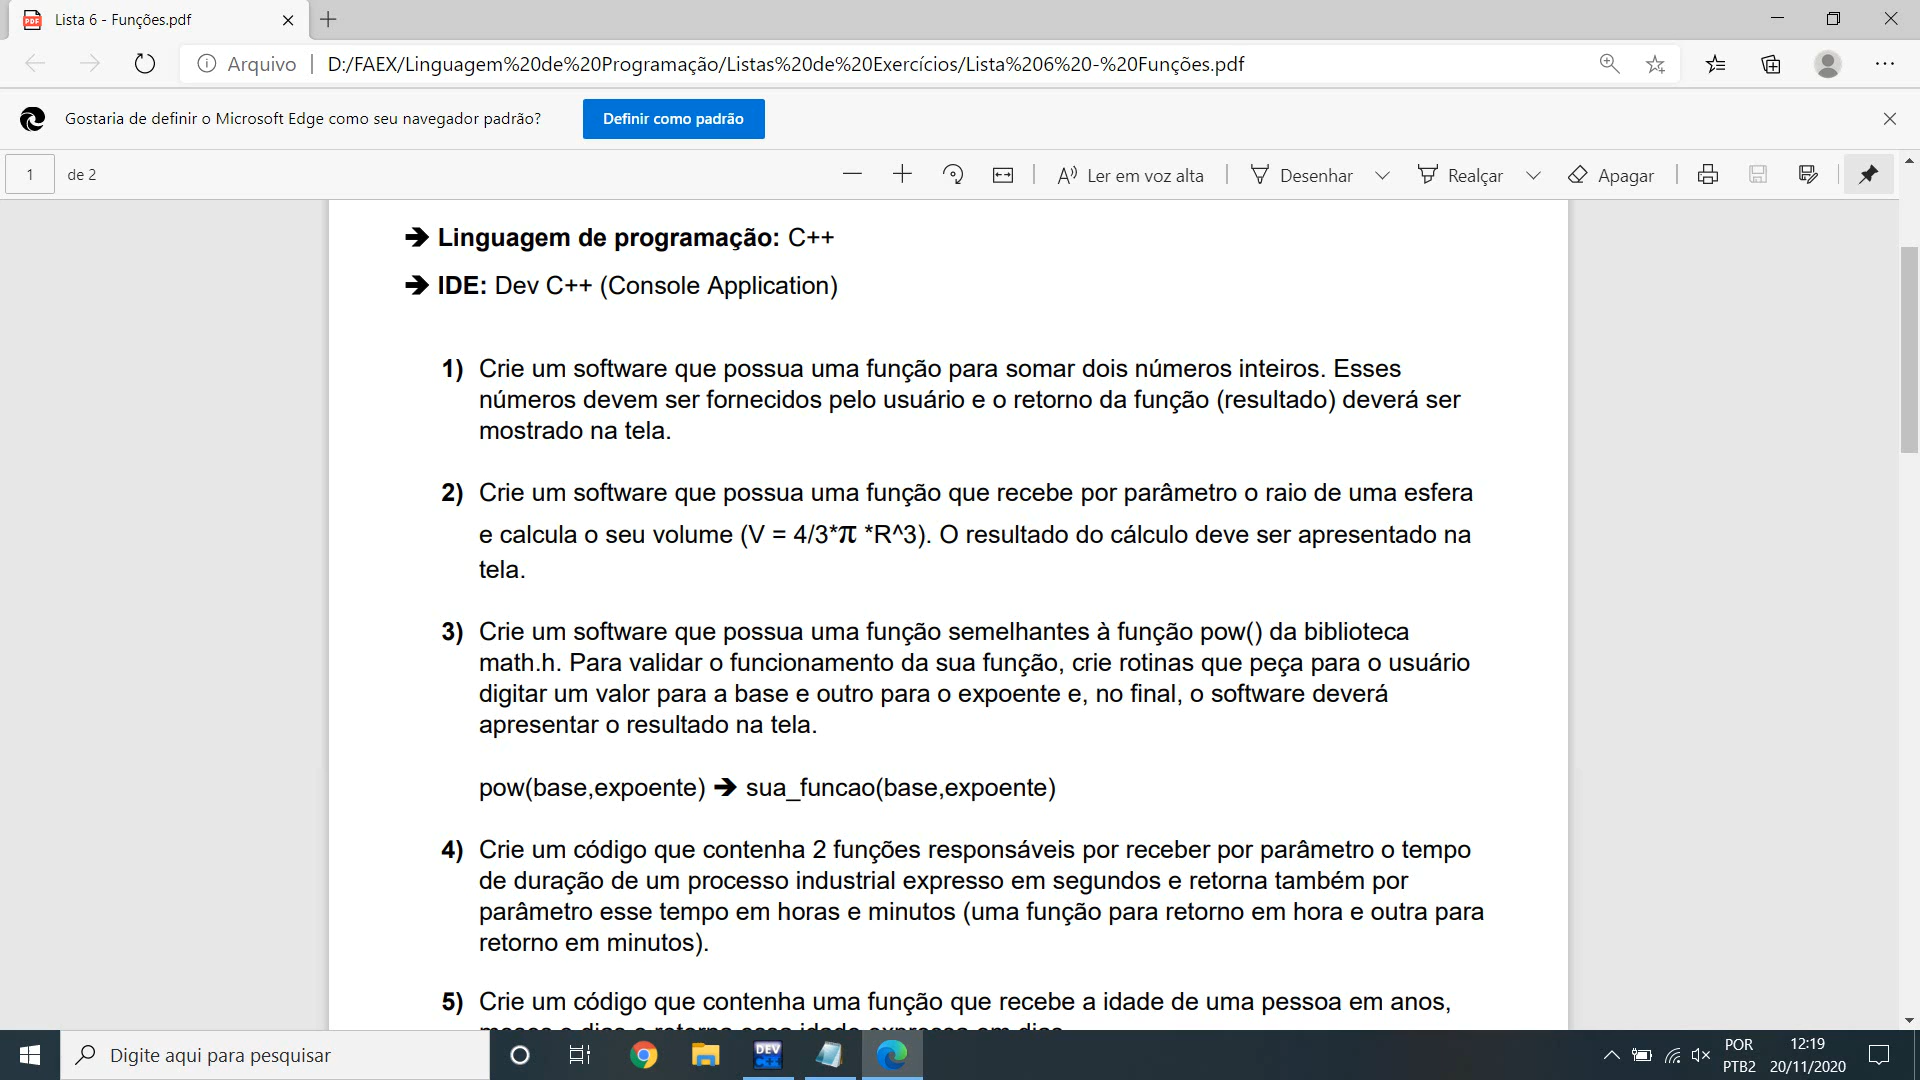 Lista 6 - Funções.pdf
Arquivo D:/FAEX/Linguagem%20de%20Programação/Listas%20de%20Exercícios/Lista%206%20-%20Funções.pdf
Gostaria de definir o Microsoft Edge como seu navegador padrão? Definir como padrão
1 de 2 Ler em voz alta Desenhar Realçar Apagar
➔ Linguagem de programação: C++
➔ IDE: Dev C++ (Console Application)
1) Crie um software que possua uma função para somar dois números inteiros. Esses
números devem ser fornecidos pelo usuário e o retorno da função (resultado) deverá ser
mostrado na tela.
2) Crie um software que possua uma função que recebe por parâmetro o raio de uma esfera
e calcula o seu volume (V = 4/3*π *R^3). O resultado do cálculo deve ser apresentado na
tela.
3) Crie um software que possua uma função semelhantes à função pow() da biblioteca
math.h. Para validar o funcionamento da sua função, crie rotinas que peça para o usuário
digitar um valor para a base e outro para o expoente e, no final, o software deverá
apresentar o resultado na tela.
pow(base,expoente) ➔ sua_funcao(base,expoente)
4) Crie um código que contenha 2 funções responsáveis por receber por parâmetro o tempo
de duração de um processo industrial expresso em segundos e retorna também por
parâmetro esse tempo em horas e minutos (uma função para retorno em hora e outra para
retorno em minutos).
5) Crie um código que contenha uma função que recebe a idade de uma pessoa em anos,
meses e dias e retorna essa idade expressa em dias.
Digite aqui para pesquisar
DEV
POR 12:19
PTB2 20/11/2020